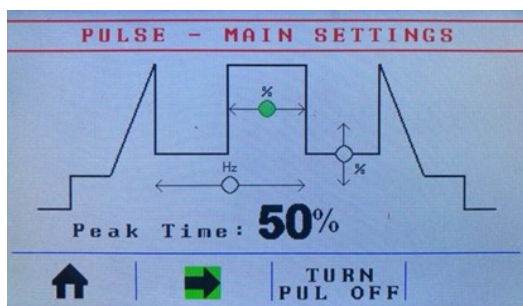 PULSE - MAIN SETTINGS
%
Hz
%
Peak Time: 50%
TURN
PUL OFF